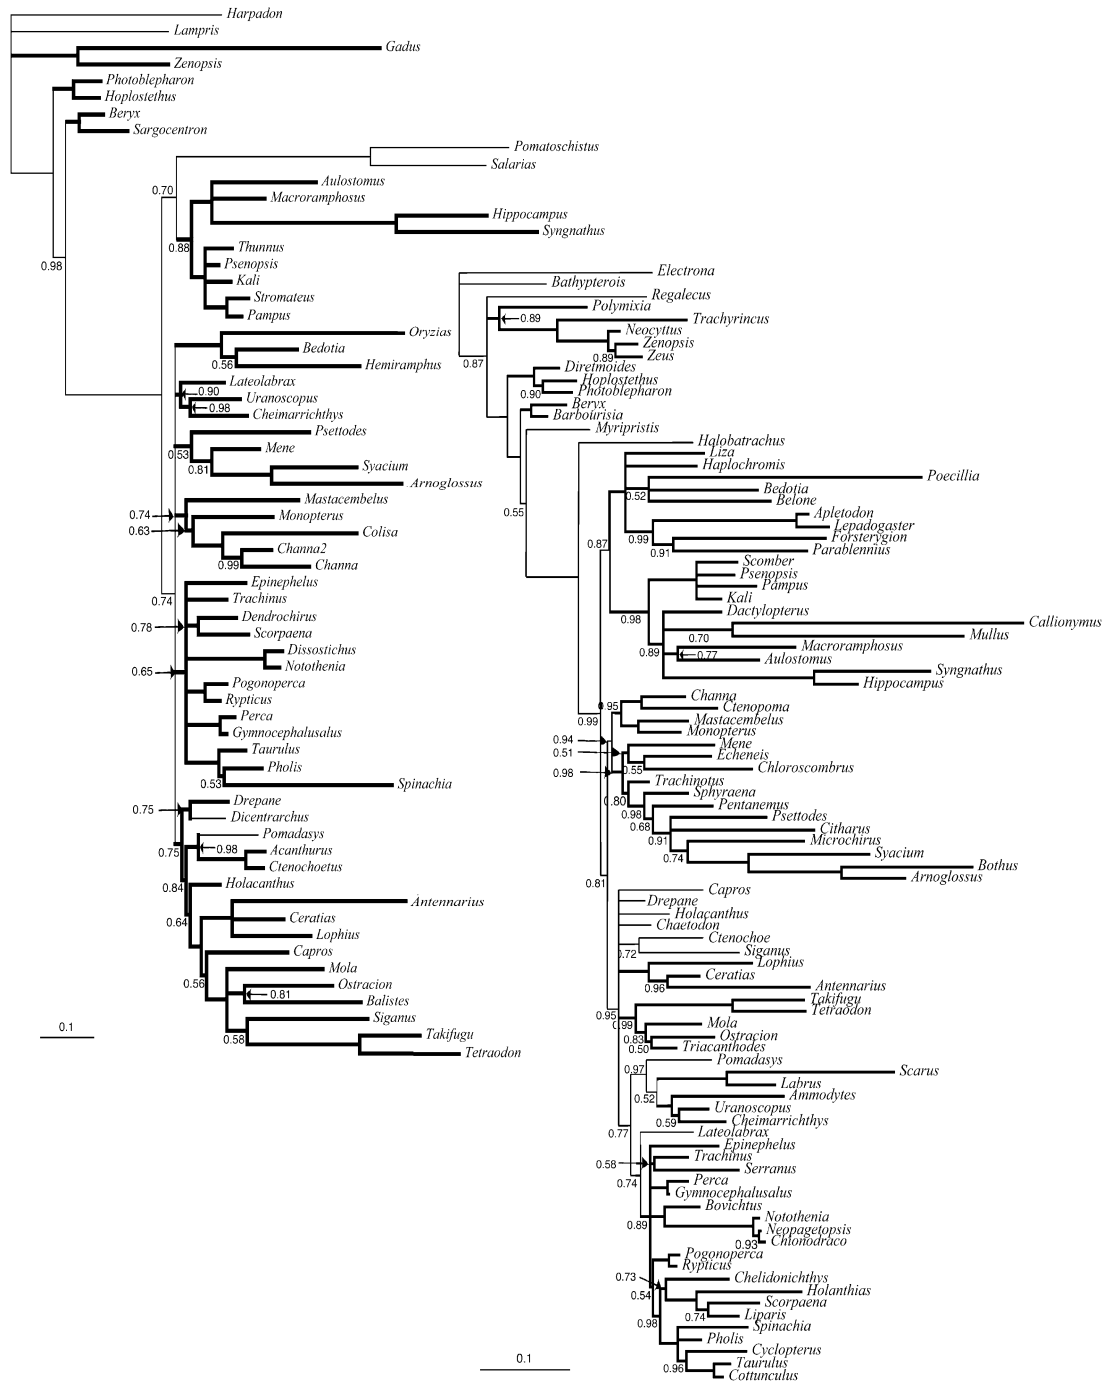 Harpadon
Lampris
Gadus
Zenopsis
Photoblepharon
Hoplostethus
Beryx
Sargocentron
Pomatoschistus
Salarias
0.70
Aulostomus
Macroramphosus
Hippocampus
Syngnathus
0.88
Thunnus
Psenopsis
Kali
Stromateus
Pampus
0.98
Oryzias
Bedotia
0.56
Hemiramphus
Lateolabrax
0.90
Uranoscopus
0.98
Cheimarrichthys
Psettodes
0.53
Mene
0.81
Syacium
Arnoglossus
Mastacembelus
0.74
Monopterus
0.63
Colisa
Channa2
0.99
Channa
Epinephelus
0.74
Trachinus
Dendrochirus
0.78
Scorpaena
Dissostichus
0.65
Notothenia
Pogonoperca
Rypticus
Perca
Gymnocephalusalus
Taurulus
Pholis
0.53
Spinachia
Drepane
0.75
Dicentrarchus
Pomadasys
0.98
0.75
Acanthurus
Ctenochoetus
Holacanthus
0.84
Antennarius
Ceratias
0.64
Lophius
Capros
Mola
0.56
Ostracion
0.81
Balistes
Siganus
0.58
Takifugu
Tetraodon
0.1
Electrona
Bathypterois
Regalecus
Polymixia
0.89
Trachyrincus
Neocyttus
Zenopsis
0.89
Zeus
0.87
Diretmoides
Hoplostethus
0.90
Photoblepharon
Beryx
Barbourisia
Myripristis
0.55
Halobatrachus
Liza
Haplochromis
Poecillia
0.52
Bedotia
Belone
Apletodon
Lepadogaster
0.99
Forsterygion
0.91
Parablennius
0.87
Scomber
Psenopsis
Pampus
Kali
0.98
Dactylopterus
Callionymus
0.70
Mullus
0.89
Macroramphosus
0.77
Aulostomus
Syngnathus
Hippocampus
Channa
0.95
Ctenopoma
0.99
Mastacembelus
Monopterus
0.94
Mene
0.51
Echeneis
0.98
0.55
Chloroscombrus
Trachinotus
0.80
Sphyraena
0.98
Pentanemus
0.68
Psettodes
Citharus
0.91
Microchirus
0.74
Syacium
Bothus
Arnoglossus
0.81
Capros
Drepane
Holacanthus
Chaetodon
Ctenochoe
0.72
Siganus
Lophius
Ceratias
0.96
Antennarius
Takifugu
0.95
Tetraodon
0.99
Mola
0.83
Ostracion
0.50
Triacanthodes
Pomadasys
0.97
Scarus
Labrus
0.52
Ammodytes
Uranoscopus
0.59
Cheimarrichthys
0.77
Lateolabrax
Epinephelus
Trachinus
0.58
Serranus
0.74
Perca
Gymnocephalusalus
Bovichtus
0.89
Notothenia
Neopagetopsis
0.93
Chionodraco
Pogonoperca
Rypticus
0.73
Chelidonichthys
0.54
Holanthias
Scorpaena
0.74
Liparis
0.98
Spinachia
Pholis
Cyclopterus
0.96
Taurulus
Cottunculus
0.1